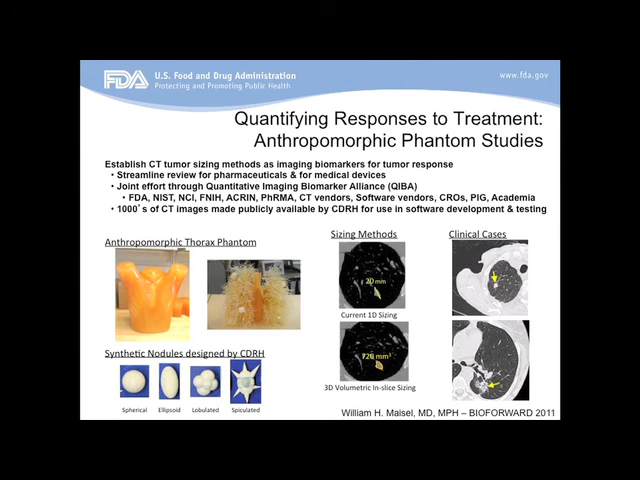 FDA U.S. Food and Drug Administration
Protecting and Promoting Public Health
www.fda.gov
Quantifying Responses to Treatment:
Anthropomorphic Phantom Studies
Establish CT tumor sizing methods as imaging biomarkers for tumor response
• Streamline review for pharmaceuticals & for medical devices
• Joint effort through Quantitative Imaging Biomarker Alliance (QIBA)
• FDA, NIST, NCI, FNIH, ACRIN, PhRMA, CT vendors, Software vendors, CROs, PIG, Academia
• 1000's of CT images made publicly available by CDRH for use in software development & testing
Anthropomorphic Thorax Phantom
Synthetic Nodules designed by CDRH
Spherical Ellipsoid Lobulated Spiculated
Sizing Methods
20 mm
Current 1D Sizing
720 mm³
3D Volumetric In-slice Sizing
Clinical Cases
William H. Maisel, MD, MPH – BIOFORWARD 2011